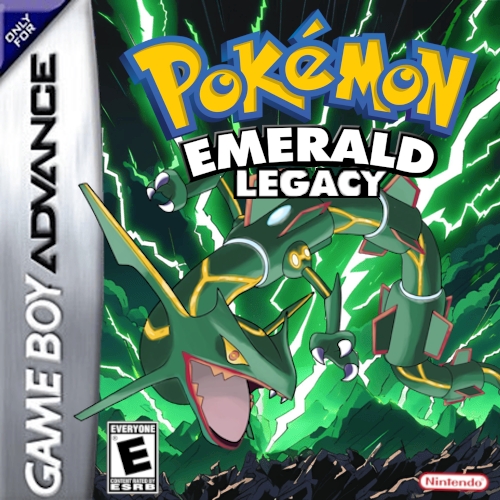 ONLY
FOR
GAME BOY ADVANCE
POKéMON
EMERALD
LEGACY
EVERYONE
E
CONTENT RATED BY
ESRB
Nintendo